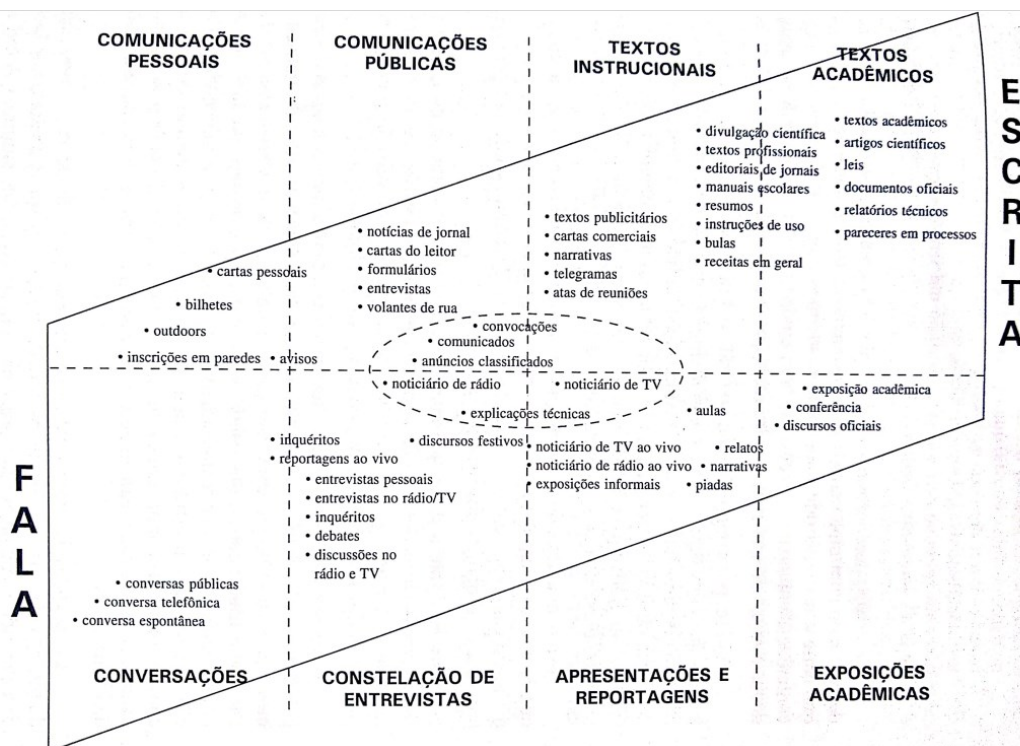 COMUNICAÇÕES
PESSOAIS
COMUNICAÇÕES
PÚBLICAS
TEXTOS
INSTRUCIONAIS
TEXTOS
ACADÊMICOS
• cartas pessoais
• bilhetes
• outdoors
• inscrições em paredes
• avisos
• notícias de jornal
• cartas do leitor
• formulários
• entrevistas
• volantes de rua
• convocações
• comunicados
• anúncios classificados
• noticiário de rádio
• noticiário de TV
• explicações técnicas
• textos publicitários
• cartas comerciais
• narrativas
• telegramas
• atas de reuniões
• divulgação científica
• textos profissionais
• editoriais de jornais
• manuais escolares
• resumos
• instruções de uso
• bulas
• receitas em geral
• textos acadêmicos
• artigos científicos
• leis
• documentos oficiais
• relatórios técnicos
• pareceres em processos
ESCRITA
FALA
• conversas públicas
• conversa telefônica
• conversa espontânea
• inquéritos
• reportagens ao vivo
• entrevistas pessoais
• entrevistas no rádio/TV
• inquéritos
• debates
• discussões no
rádio e TV
• discursos festivos
• noticiário de TV ao vivo
• noticiário de rádio ao vivo
• exposições informais
• aulas
• relatos
• narrativas
• piadas
• exposição acadêmica
• conferência
• discursos oficiais
CONVERSAÇÕES
CONSTELAÇÃO DE
ENTREVISTAS
APRESENTAÇÕES E
REPORTAGENS
EXPOSIÇÕES
ACADÊMICAS